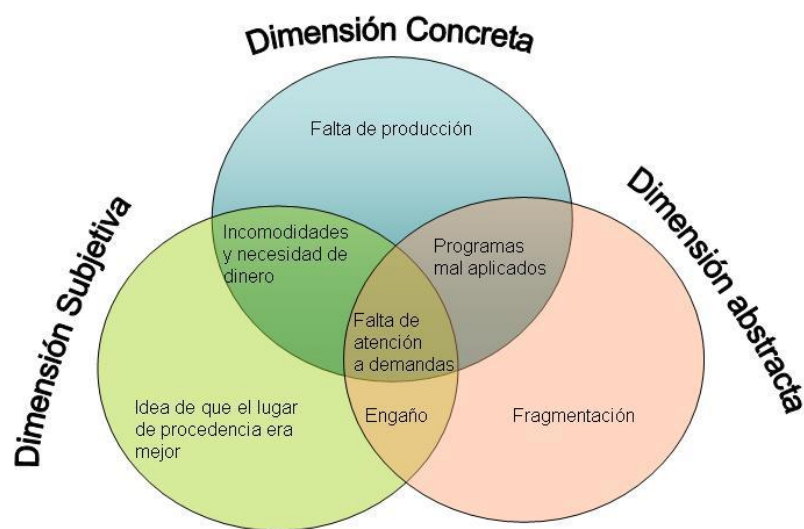 Dimensión Concreta
Falta de producción
Dimensión Subjetiva
Dimensión abstracta
Incomodidades
y necesidad de
dinero
Programas
mal aplicados
Falta de
atención
a demandas
Idea de que el lugar
de procedencia era
mejor
Engaño
Fragmentación